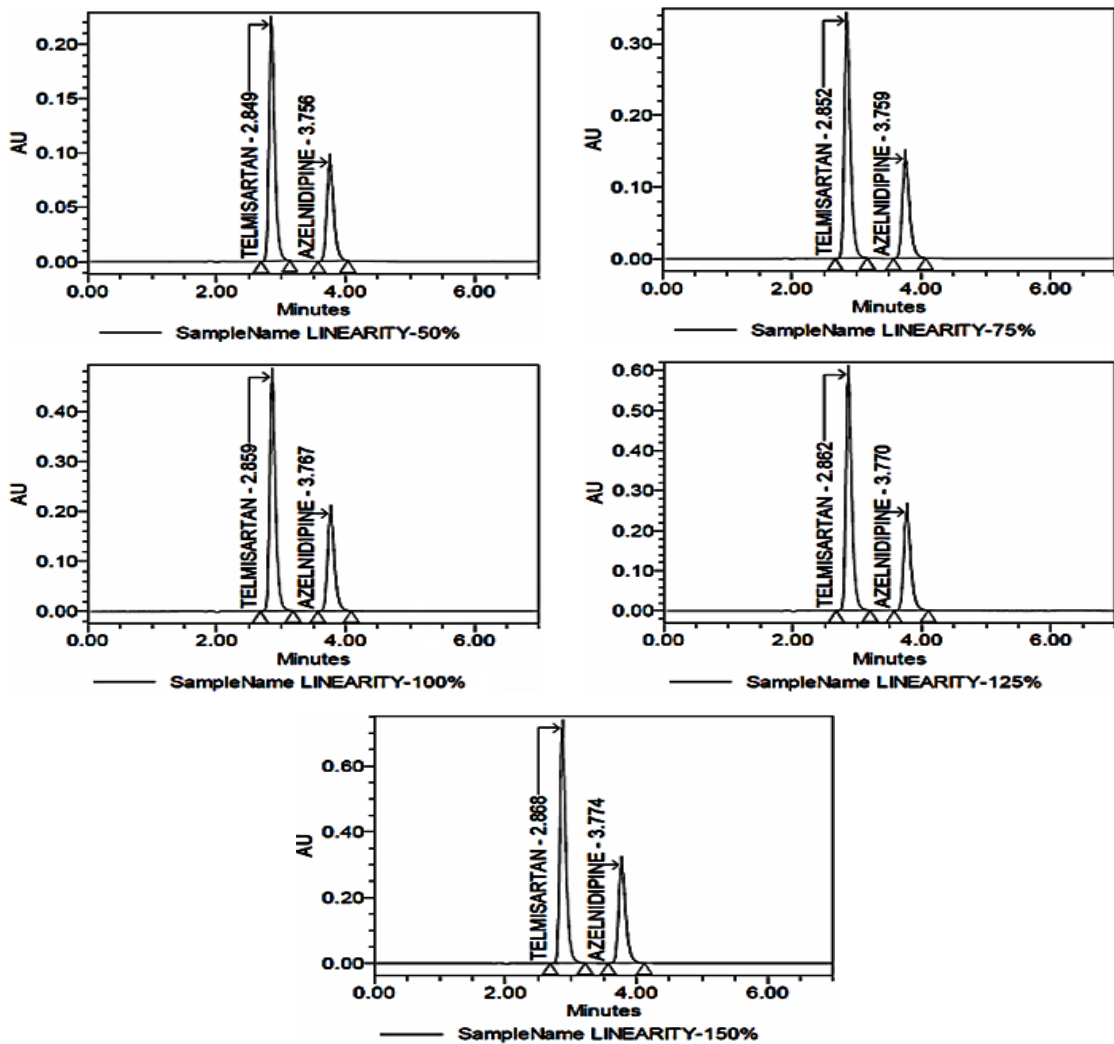 AU
0.20
0.15
0.10
0.05
0.00
TELMISARTAN - 2.849
AZELNIDIPINE - 3.756
0.00 2.00 4.00 6.00
Minutes
SampleName LINEARITY-50%
AU
0.30
0.20
0.10
0.00
TELMISARTAN - 2.852
AZELNIDIPINE - 3.759
0.00 2.00 4.00 6.00
Minutes
SampleName LINEARITY-75%
AU
0.40
0.30
0.20
0.10
0.00
TELMISARTAN - 2.859
AZELNIDIPINE - 3.767
0.00 2.00 4.00 6.00
Minutes
SampleName LINEARITY-100%
AU
0.60
0.50
0.40
0.30
0.20
0.10
0.00
TELMISARTAN - 2.862
AZELNIDIPINE - 3.770
0.00 2.00 4.00 6.00
Minutes
SampleName LINEARITY-125%
AU
0.60
0.40
0.20
0.00
TELMISARTAN - 2.868
AZELNIDIPINE - 3.774
0.00 2.00 4.00 6.00
Minutes
SampleName LINEARITY-150%